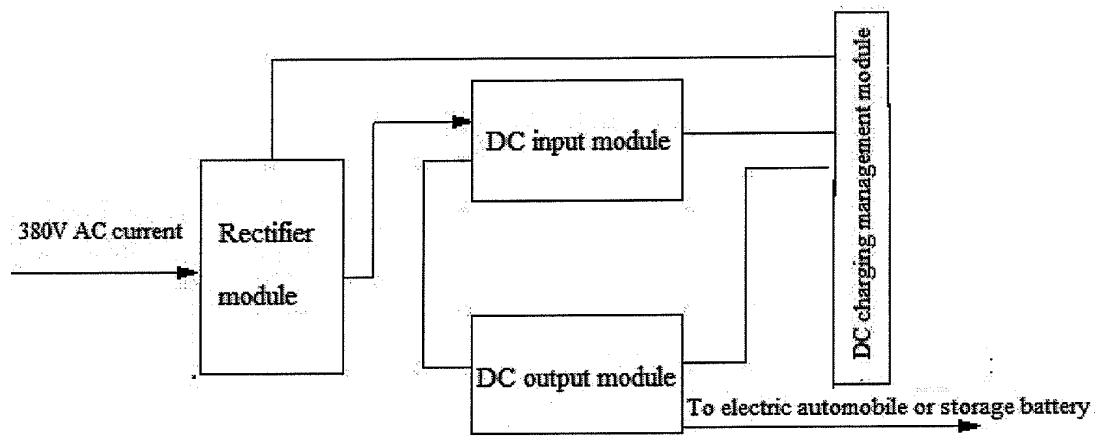 DC charging management module
DC input module
380V AC current
Rectifier
module
DC output module
To electric automobile or storage battery